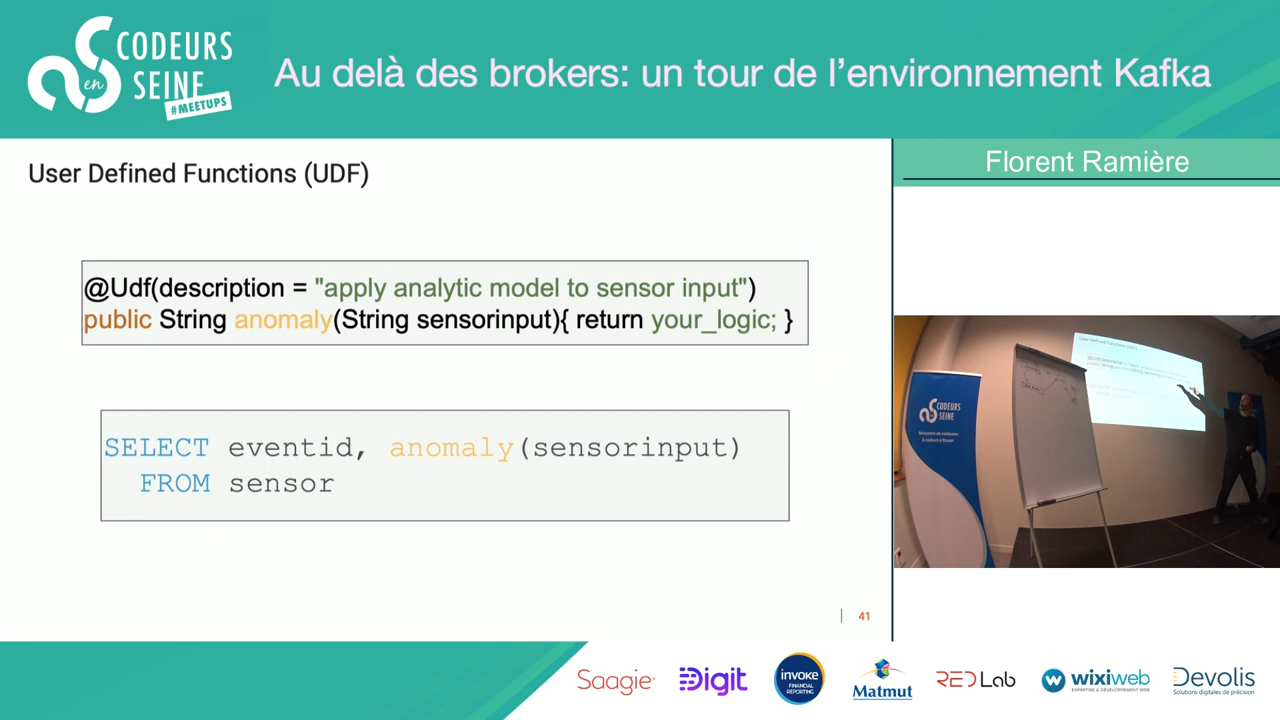 CODEURS
en
SEINE
#MEETUPS
Au delà des brokers: un tour de l'environnement Kafka
Florent Ramière
User Defined Functions (UDF)
@Udf(description = "apply analytic model to sensor input")
public String anomaly(String sensorinput){ return your_logic; }
SELECT eventid, anomaly(sensorinput)
FROM sensor
41
CODEURS
SEINE
Saagie
Digit
invoke
FINANCIAL
REPORTING
Matmut
REDLab
wixiweb
EXPERTISE & DÉVELOPPEMENT WEB
Devolis
Solutions digitales de précision